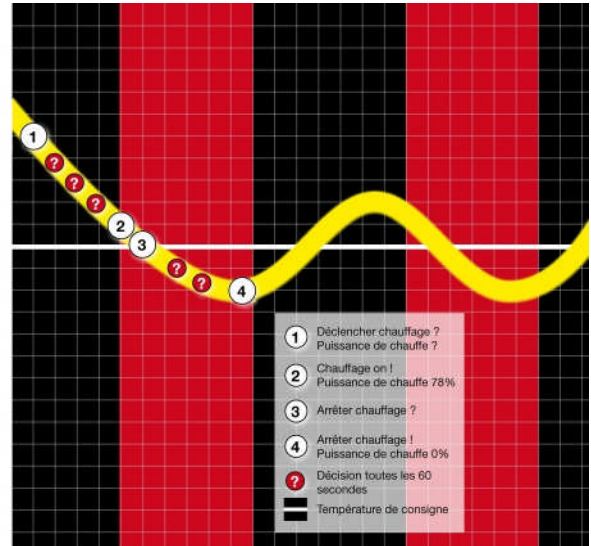 1
?
?
?
2
3
?
?
4
1 Déclencher chauffage ?
Puissance de chauffe ?
2 Chauffage on !
Puissance de chauffe 78%
3 Arrêter chauffage ?
4 Arrêter chauffage !
Puissance de chauffe 0%
? Décision toutes les 60
secondes
Température de consigne